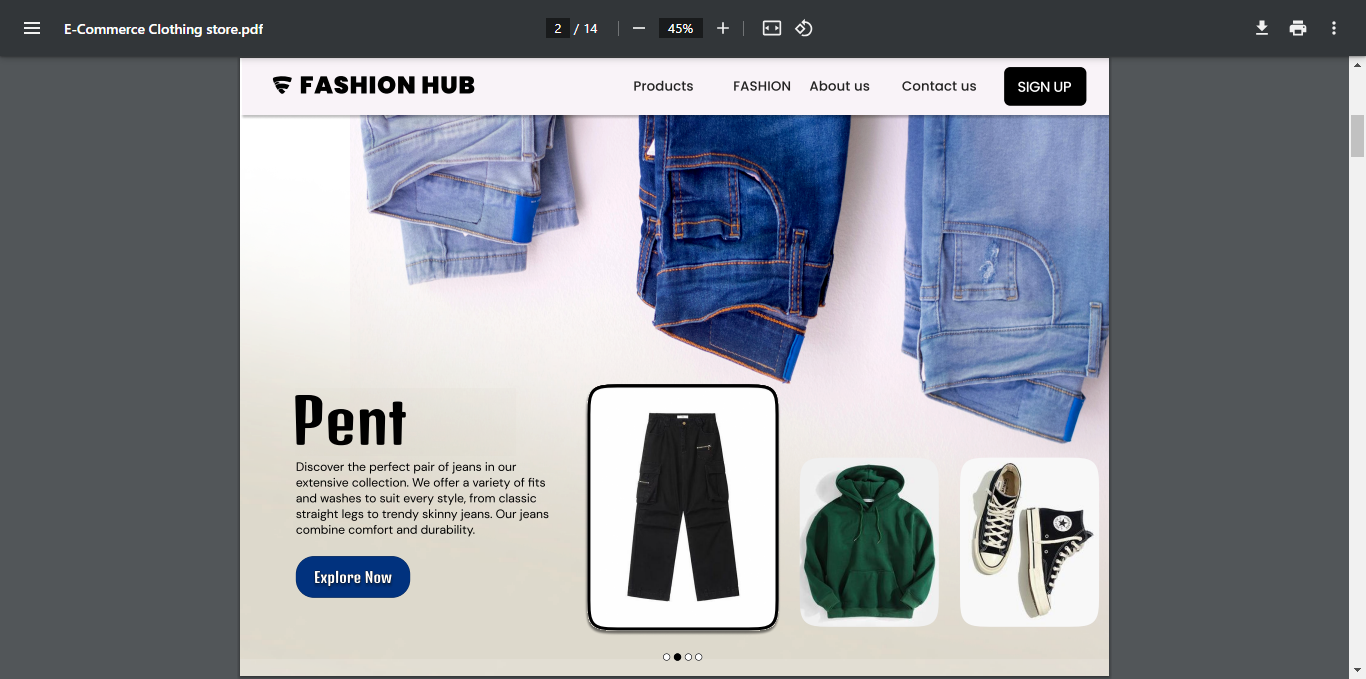 E-Commerce Clothing store.pdf
2 / 14
45%
FASHION HUB
Products
FASHION
About us
Contact us
SIGN UP
Pent
Discover the perfect pair of jeans in our
extensive collection. We offer a variety of fits
and washes to suit every style, from classic
straight legs to trendy skinny jeans. Our jeans
combine comfort and durability.
Explore Now